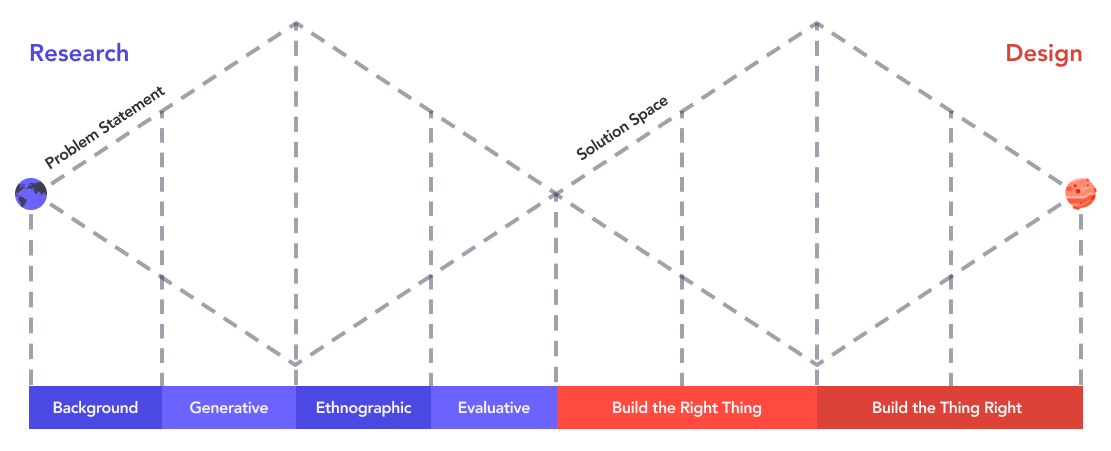 Research
Design
Problem Statement
Solution Space
Background
Generative
Ethnographic
Evaluative
Build the Right Thing
Build the Thing Right